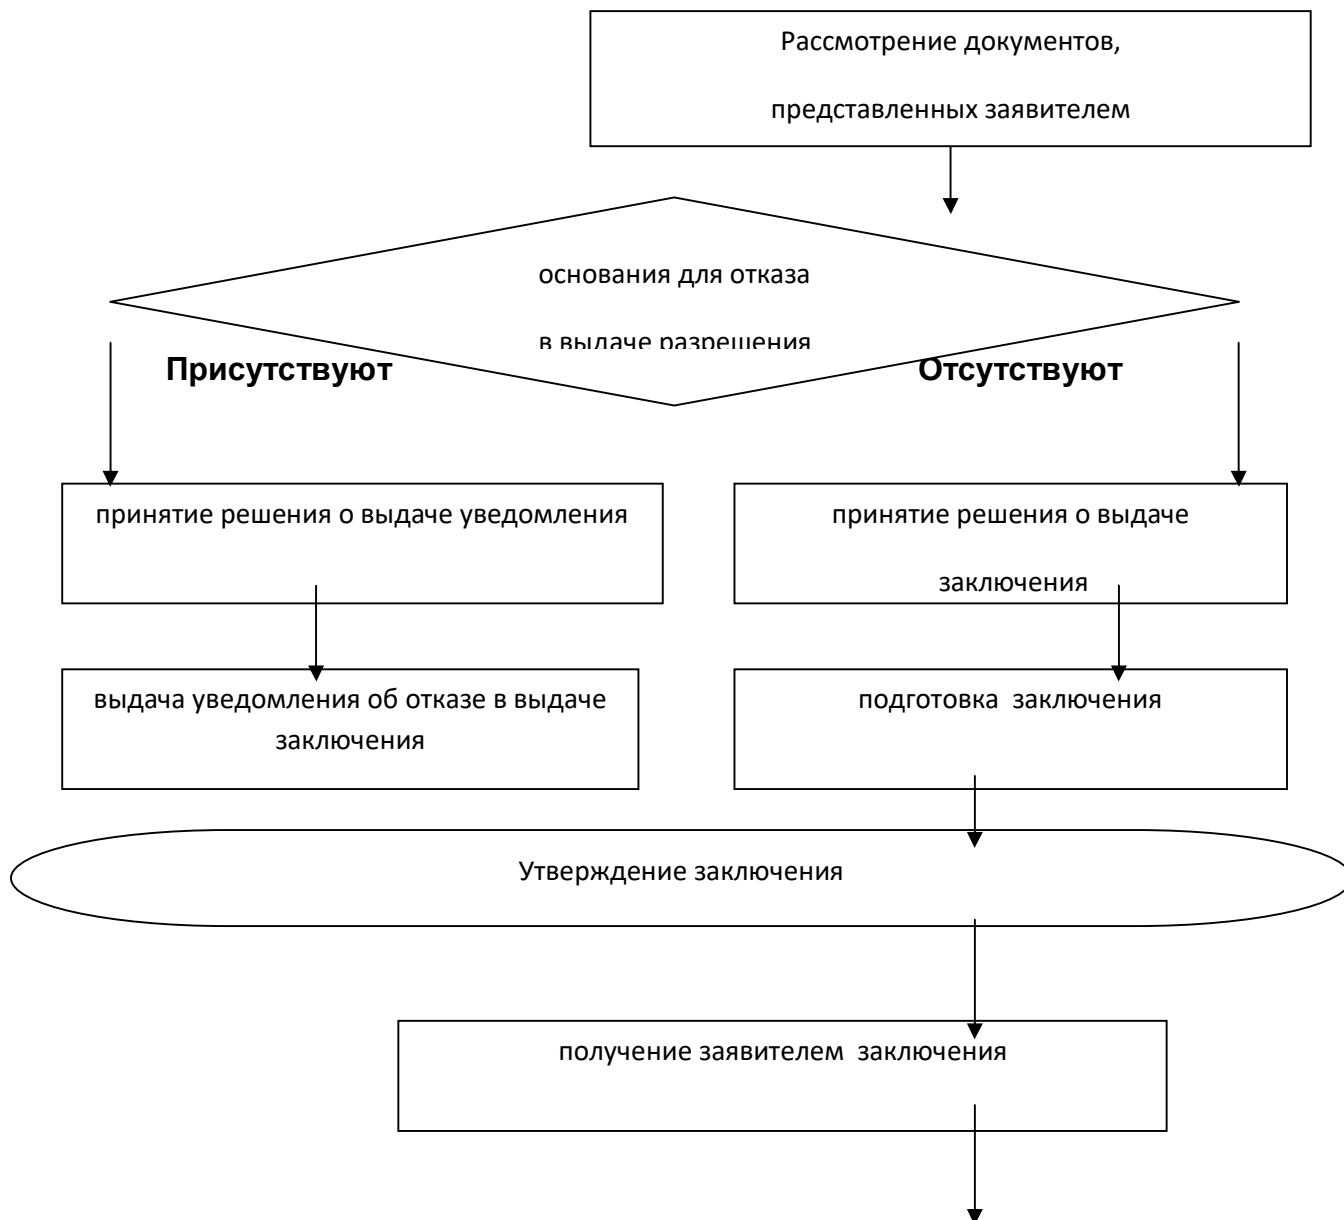 Рассмотрение документов,
представленных заявителем
основания для отказа
в выдаче разрешения
Присутствуют
Отсутствуют
принятие решения о выдаче уведомления
принятие решения о выдаче
заключения
выдача уведомления об отказе в выдаче
заключения
подготовка  заключения
Утверждение заключения
получение заявителем  заключения